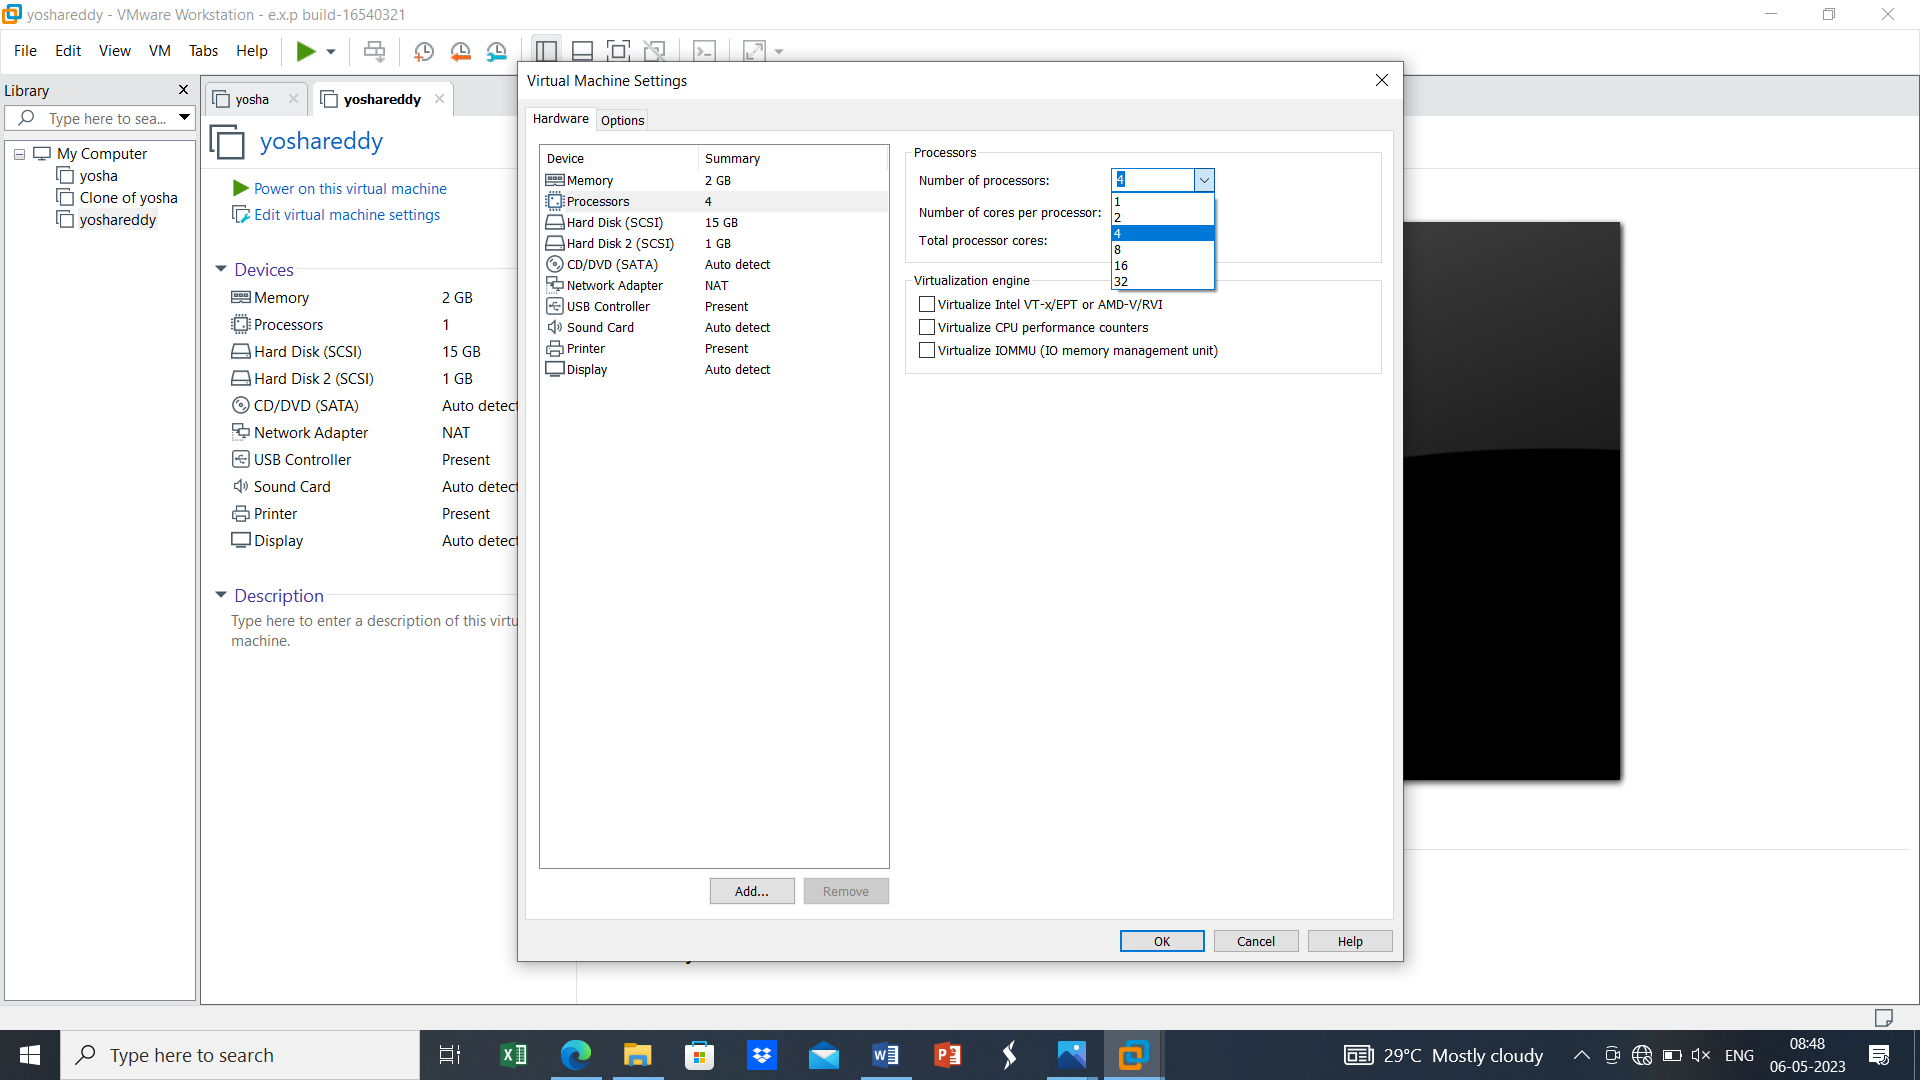 yoshareddy - VMware Workstation - e.x.p build-16540321
File Edit View VM Tabs Help
Library
Type here to sea...
My Computer
yosha
Clone of yosha
yoshareddy
yosha
yoshareddy
yoshareddy
Power on this virtual machine
Edit virtual machine settings
Devices
Memory 2 GB
Processors 1
Hard Disk (SCSI) 15 GB
Hard Disk 2 (SCSI) 1 GB
CD/DVD (SATA) Auto detect
Network Adapter NAT
USB Controller Present
Sound Card Auto detect
Printer Present
Display Auto detect
Description
Type here to enter a description of this virtu
machine.
Virtual Machine Settings
Hardware Options
Device Summary
Memory 2 GB
Processors 4
Hard Disk (SCSI) 15 GB
Hard Disk 2 (SCSI) 1 GB
CD/DVD (SATA) Auto detect
Network Adapter NAT
USB Controller Present
Sound Card Auto detect
Printer Present
Display Auto detect
Add... Remove
Processors
Number of processors: 4
Number of cores per processor:
Total processor cores:
1
2
4
8
16
32
Virtualization engine
Virtualize Intel VT-x/EPT or AMD-V/RVI
Virtualize CPU performance counters
Virtualize IOMMU (IO memory management unit)
OK Cancel Help
Type here to search
29°C Mostly cloudy
ENG
08:48
06-05-2023